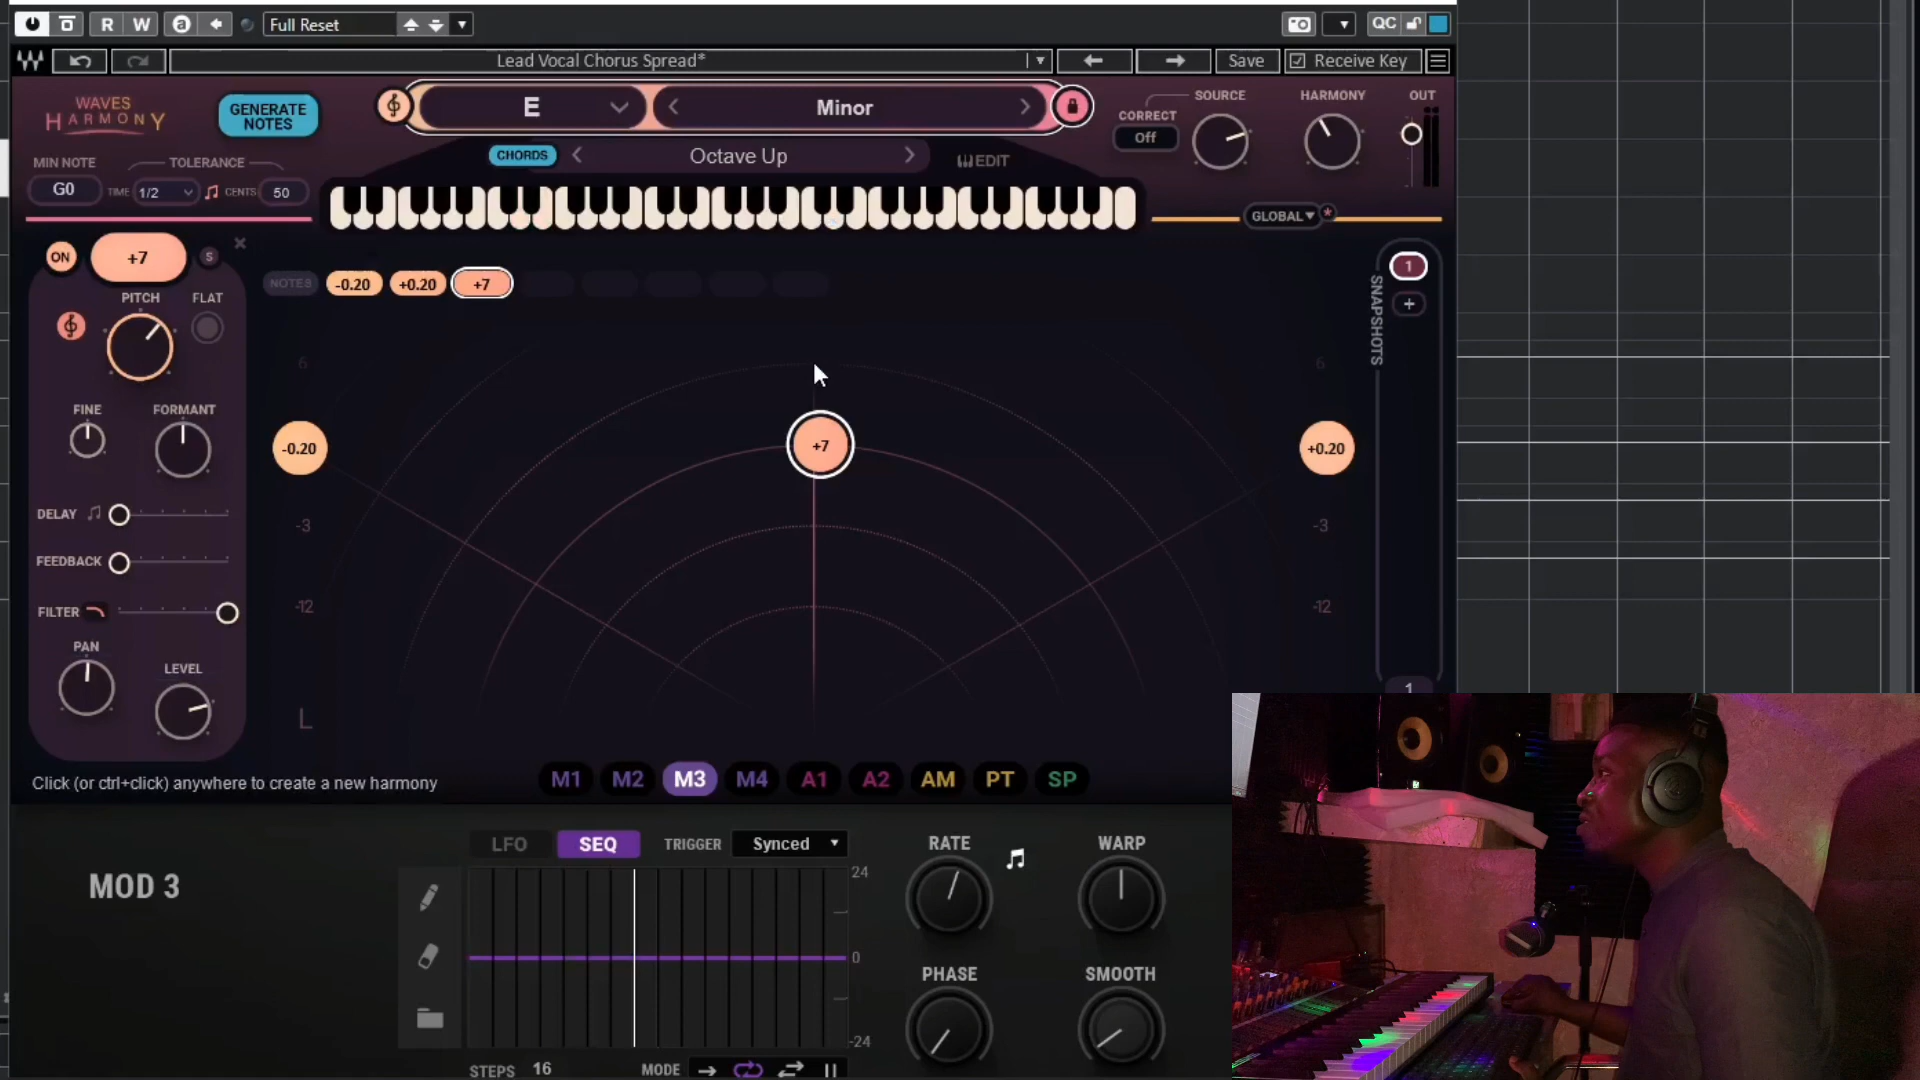 R W a Full Reset QC
Lead Vocal Chorus Spread* Save Receive Key
WAVES
HARMONY
GENERATE
NOTES
E Minor
CORRECT
Off
SOURCE HARMONY OUT
CHORDS Octave Up EDIT
MIN NOTE TOLERANCE
G0 TIME 1/2 CENTS 50
GLOBAL
ON +7 S
NOTES -0.20 +0.20 +7
1
+
SNAPSHOTS
PITCH FLAT
6 6
FINE FORMANT
-0.20 +7 +0.20
DELAY
-3 -3
FEEDBACK
FILTER
-12 -12
PAN
LEVEL
L
1
Click (or ctrl+click) anywhere to create a new harmony
M1 M2 M3 M4 A1 A2 AM PT SP
MOD 3
LFO SEQ TRIGGER Synced
24
0
-24
RATE WARP
PHASE SMOOTH
STEPS 16 MODE